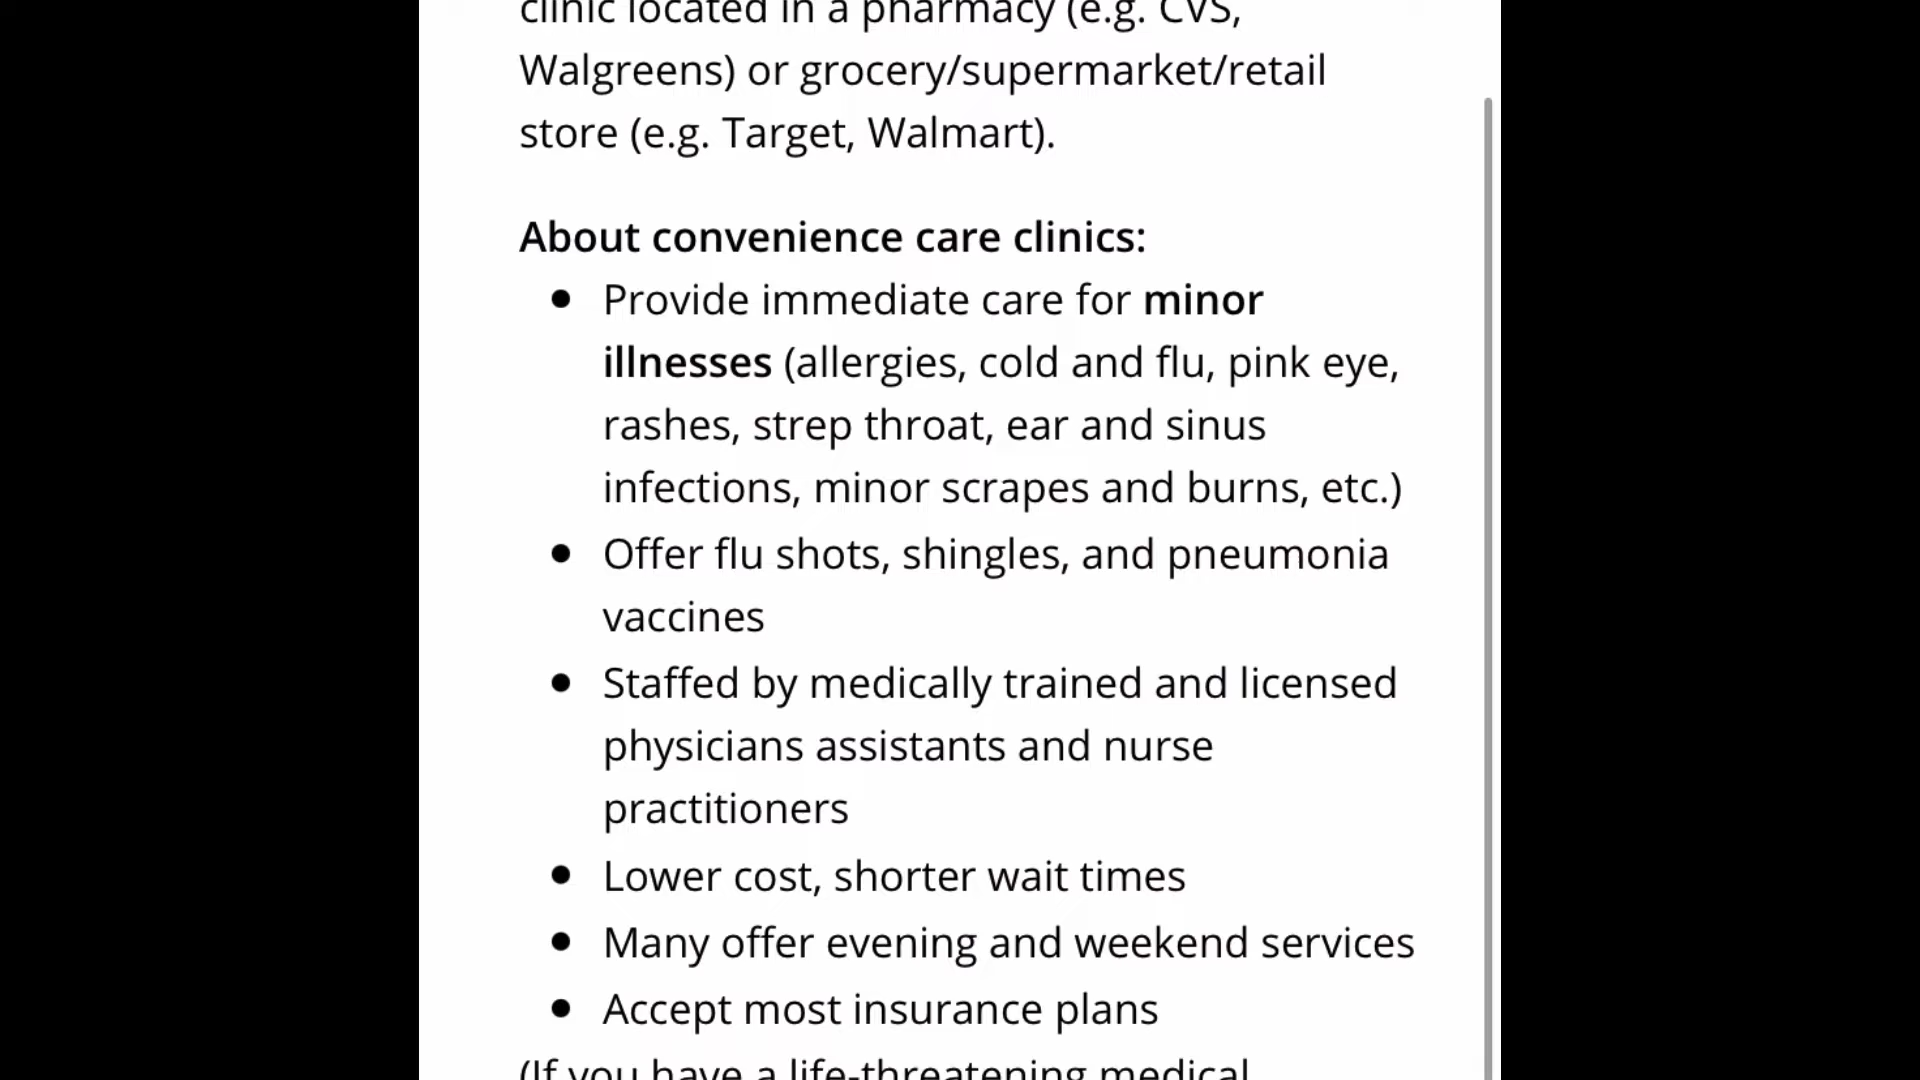 clinic located in a pharmacy (e.g. CVS,
Walgreens) or grocery/supermarket/retail
store (e.g. Target, Walmart).
About convenience care clinics:
● Provide immediate care for minor
illnesses (allergies, cold and flu, pink eye,
rashes, strep throat, ear and sinus
infections, minor scrapes and burns, etc.)
● Offer flu shots, shingles, and pneumonia
vaccines
● Staffed by medically trained and licensed
physicians assistants and nurse
practitioners
● Lower cost, shorter wait times
● Many offer evening and weekend services
● Accept most insurance plans
(If you have a life-threatening medical